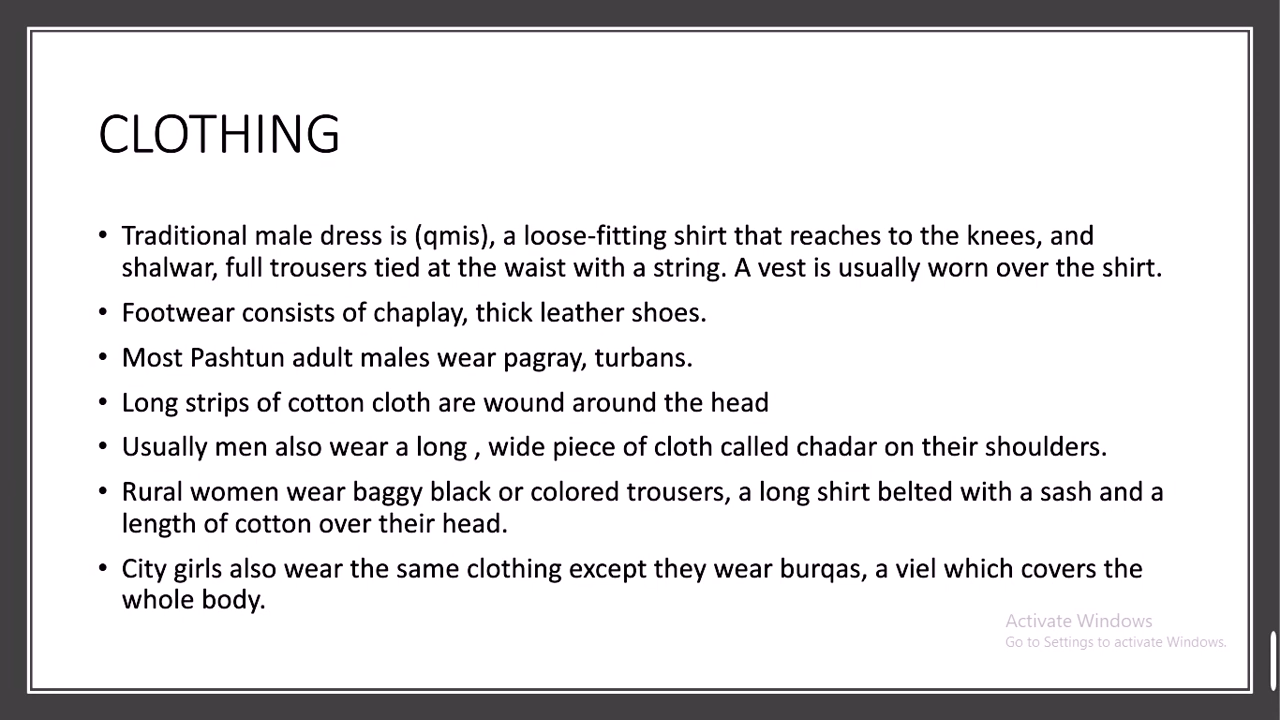 CLOTHING
• Traditional male dress is (qmis), a loose-fitting shirt that reaches to the knees, and
shalwar, full trousers tied at the waist with a string. A vest is usually worn over the shirt.
• Footwear consists of chaplay, thick leather shoes.
• Most Pashtun adult males wear pagray, turbans.
• Long strips of cotton cloth are wound around the head
• Usually men also wear a long , wide piece of cloth called chadar on their shoulders.
• Rural women wear baggy black or colored trousers, a long shirt belted with a sash and a
length of cotton over their head.
• City girls also wear the same clothing except they wear burqas, a viel which covers the
whole body.
Activate Windows
Go to Settings to activate Windows.